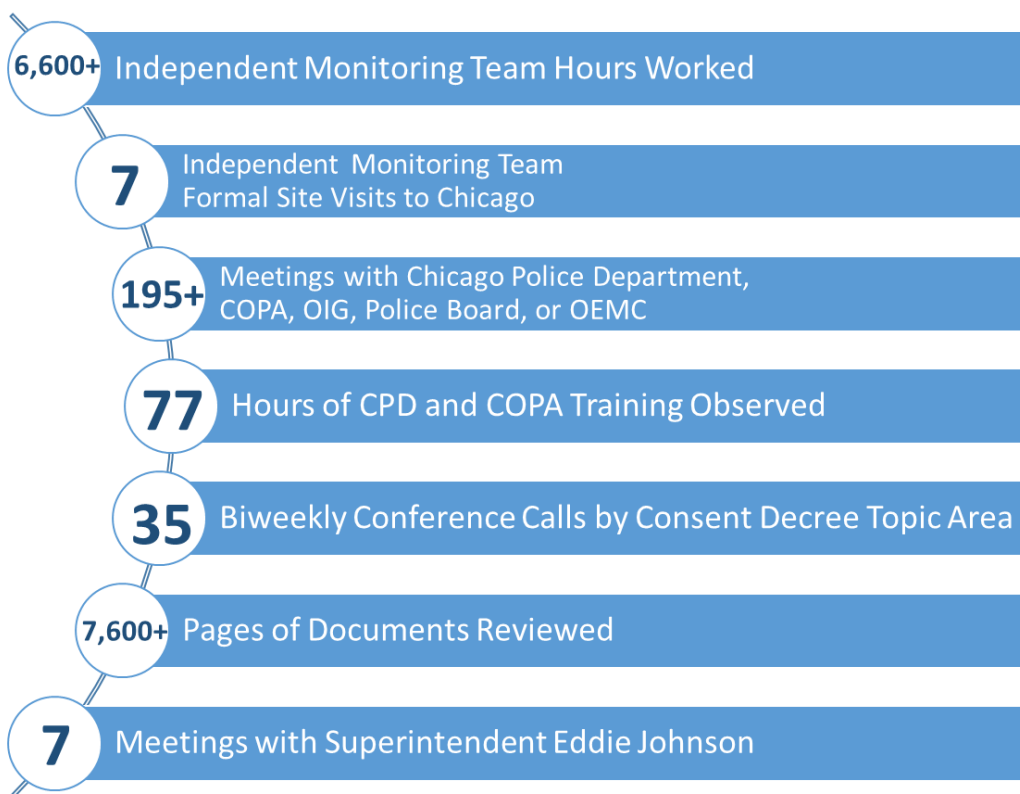 6,600+ Independent Monitoring Team Hours Worked
7 Independent Monitoring Team
Formal Site Visits to Chicago
195+ Meetings with Chicago Police Department,
COPA, OIG, Police Board, or OEMC
77 Hours of CPD and COPA Training Observed
35 Biweekly Conference Calls by Consent Decree Topic Area
7,600+ Pages of Documents Reviewed
7 Meetings with Superintendent Eddie Johnson